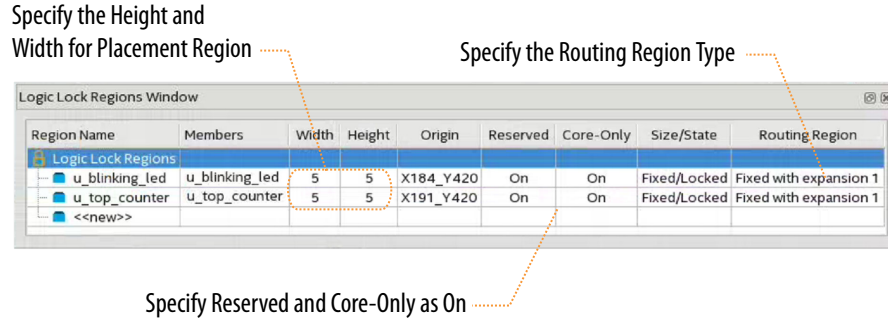 Specify the Height and
Width for Placement Region
Specify the Routing Region Type
Logic Lock Regions Window
Region Name Members Width Height Origin Reserved Core-Only Size/State Routing Region
Logic Lock Regions
u_blinking_led u_blinking_led 5 5 X184_Y420 On On Fixed/Locked Fixed with expansion 1
u_top_counter u_top_counter 5 5 X191_Y420 On On Fixed/Locked Fixed with expansion 1
<<new>>
Specify Reserved and Core-Only as On